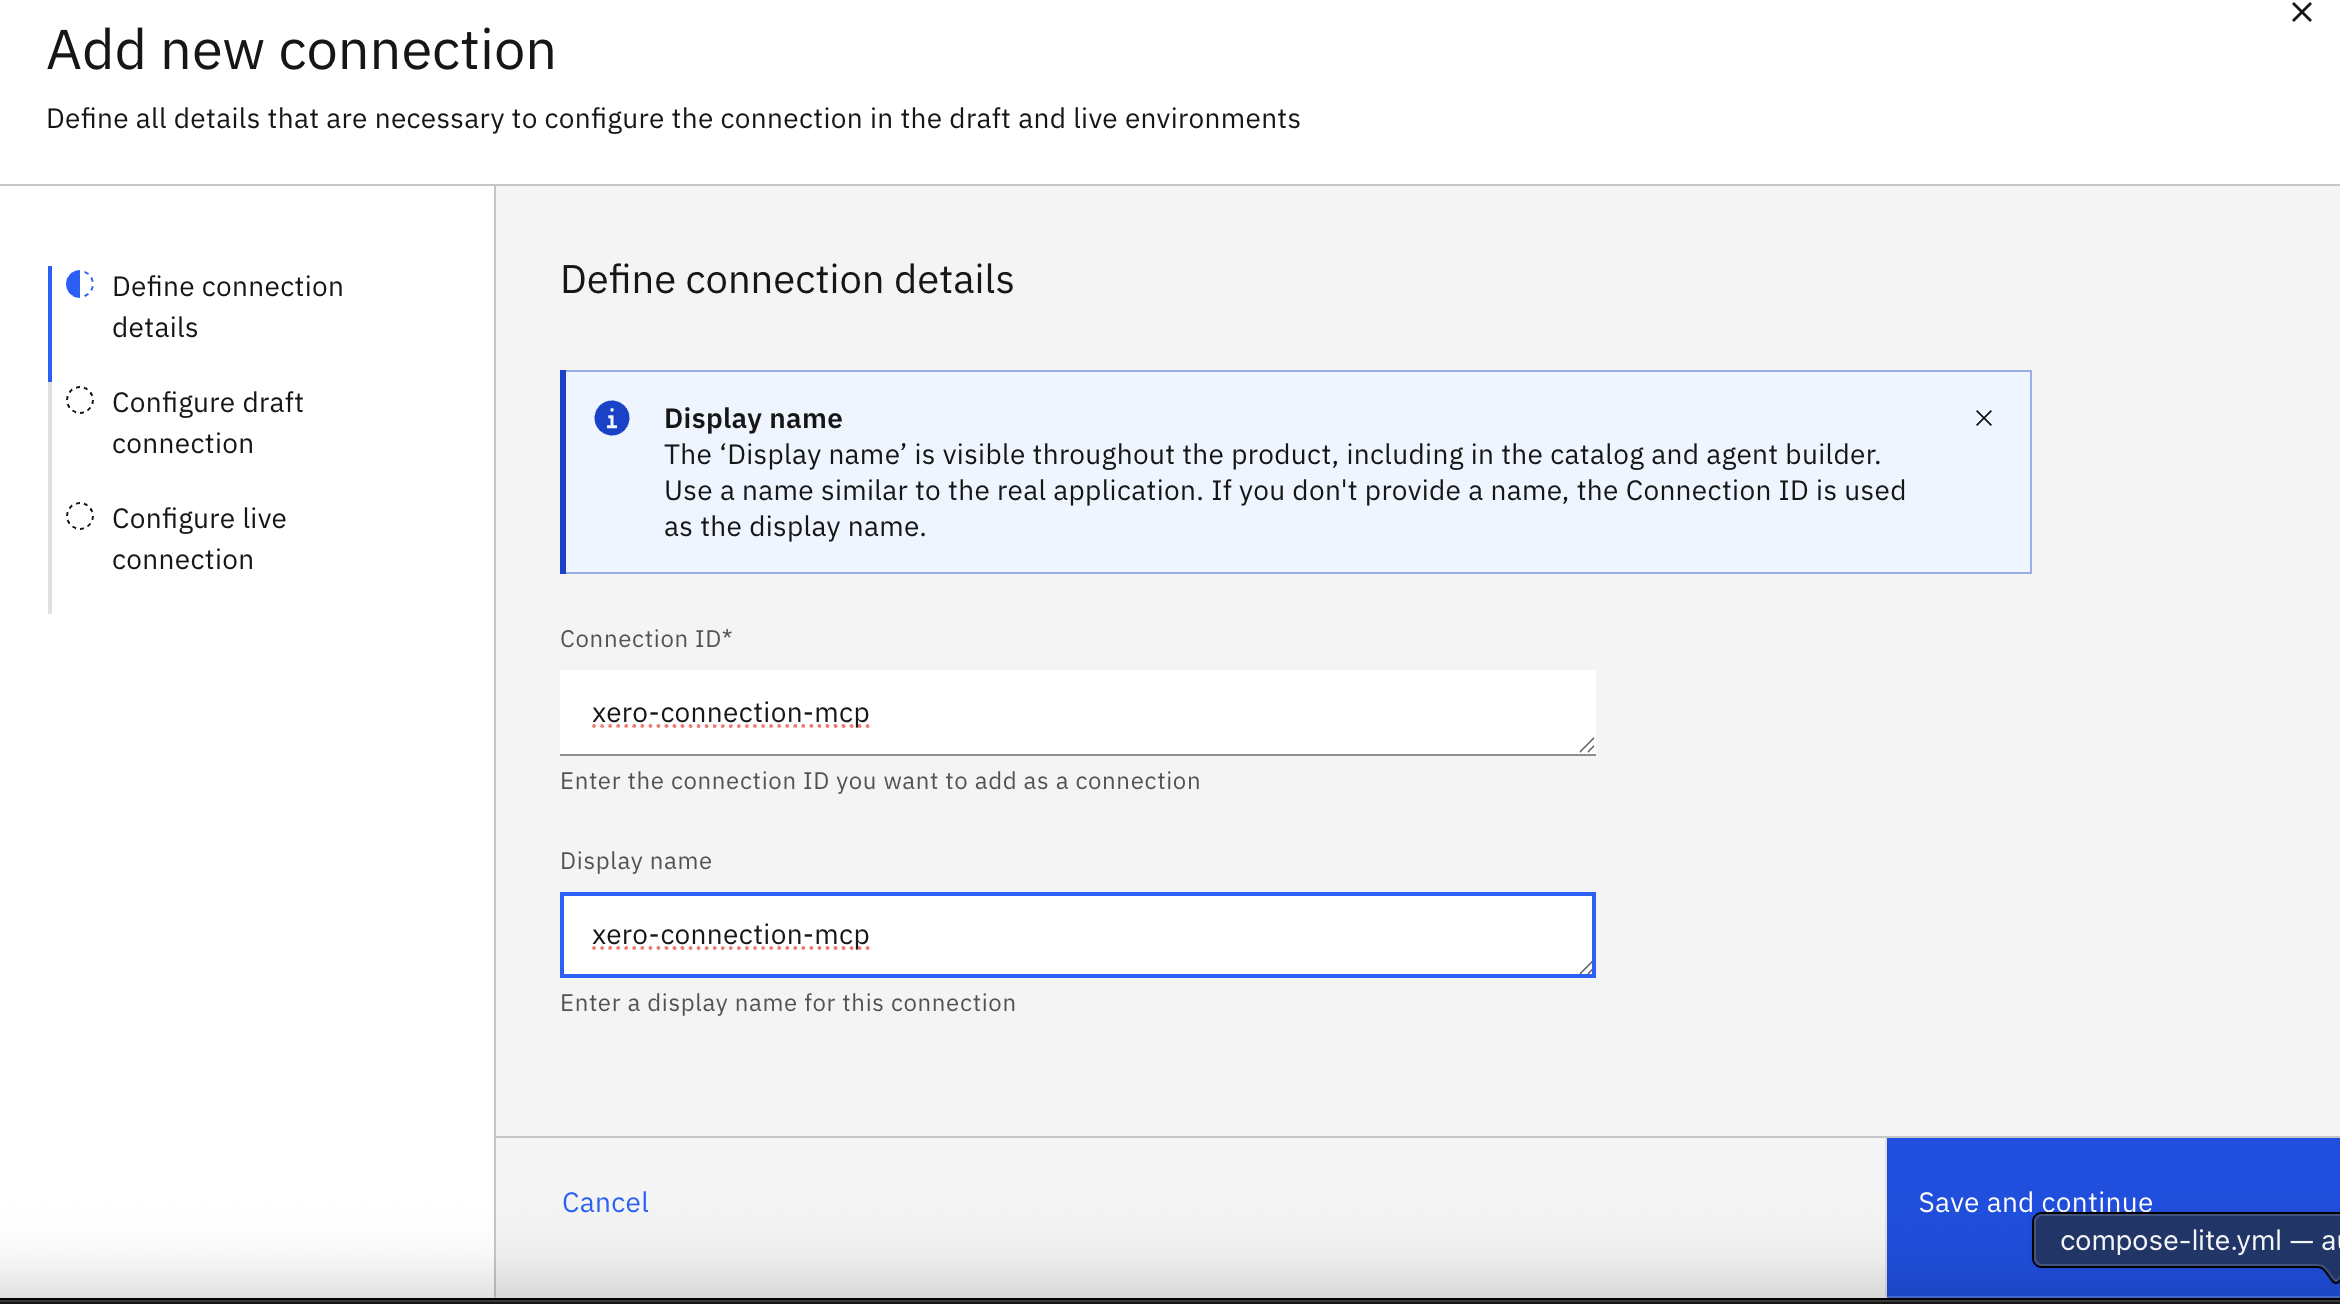 Add new connection
Define all details that are necessary to configure the connection in the draft and live environments
Define connection
details
Configure draft
connection
Configure live
connection
Define connection details
Display name
The ‘Display name’ is visible throughout the product, including in the catalog and agent builder.
Use a name similar to the real application. If you don't provide a name, the Connection ID is used
as the display name.
Connection ID*
xero-connection-mcp
Enter the connection ID you want to add as a connection
Display name
xero-connection-mcp
Enter a display name for this connection
Cancel
Save and continue
compose-lite.yml —